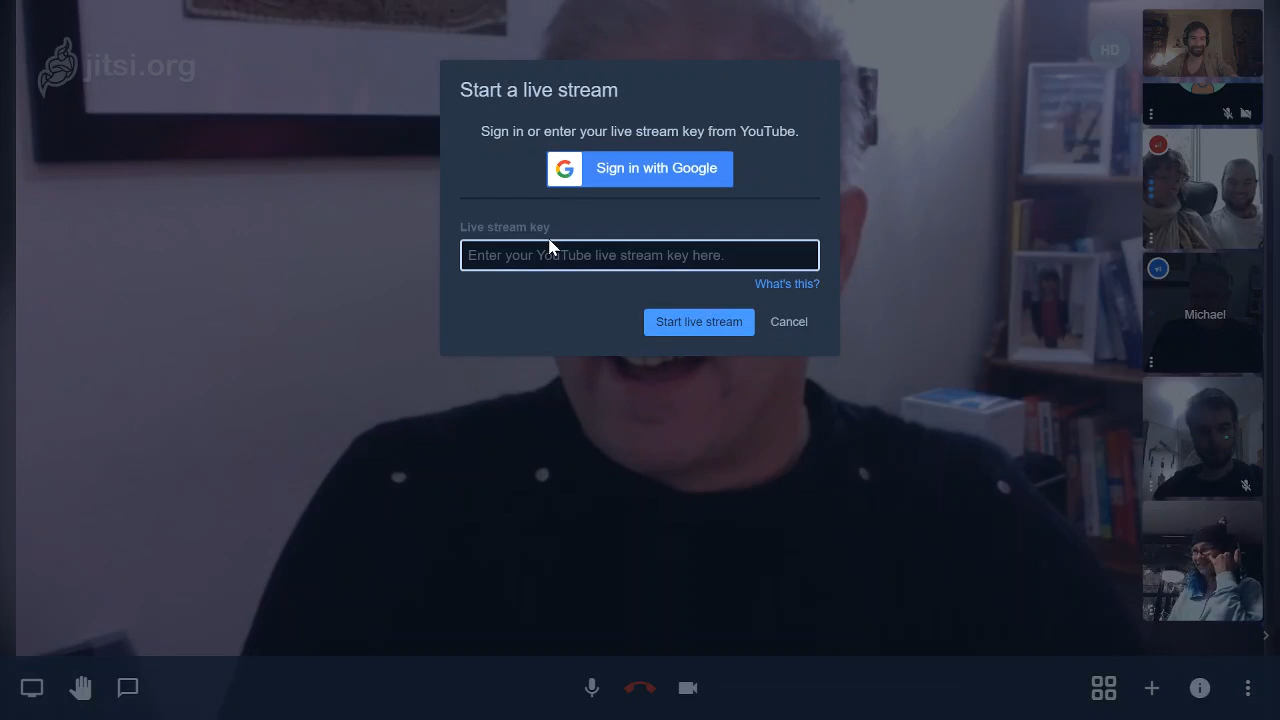 jitsi.org
HD
Start a live stream
Sign in or enter your live stream key from YouTube.
Sign in with Google
Live stream key
Enter your YouTube live stream key here.
What's this?
Start live stream
Cancel
Michael